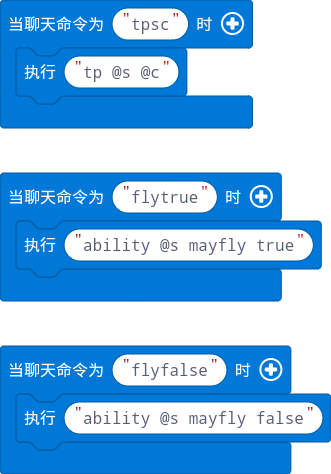 当聊天命令为 "tpsc" 时
执行 "tp @s @c"
当聊天命令为 "flytrue" 时
执行 "ability @s mayfly true"
当聊天命令为 "flyfalse" 时
执行 "ability @s mayfly false"